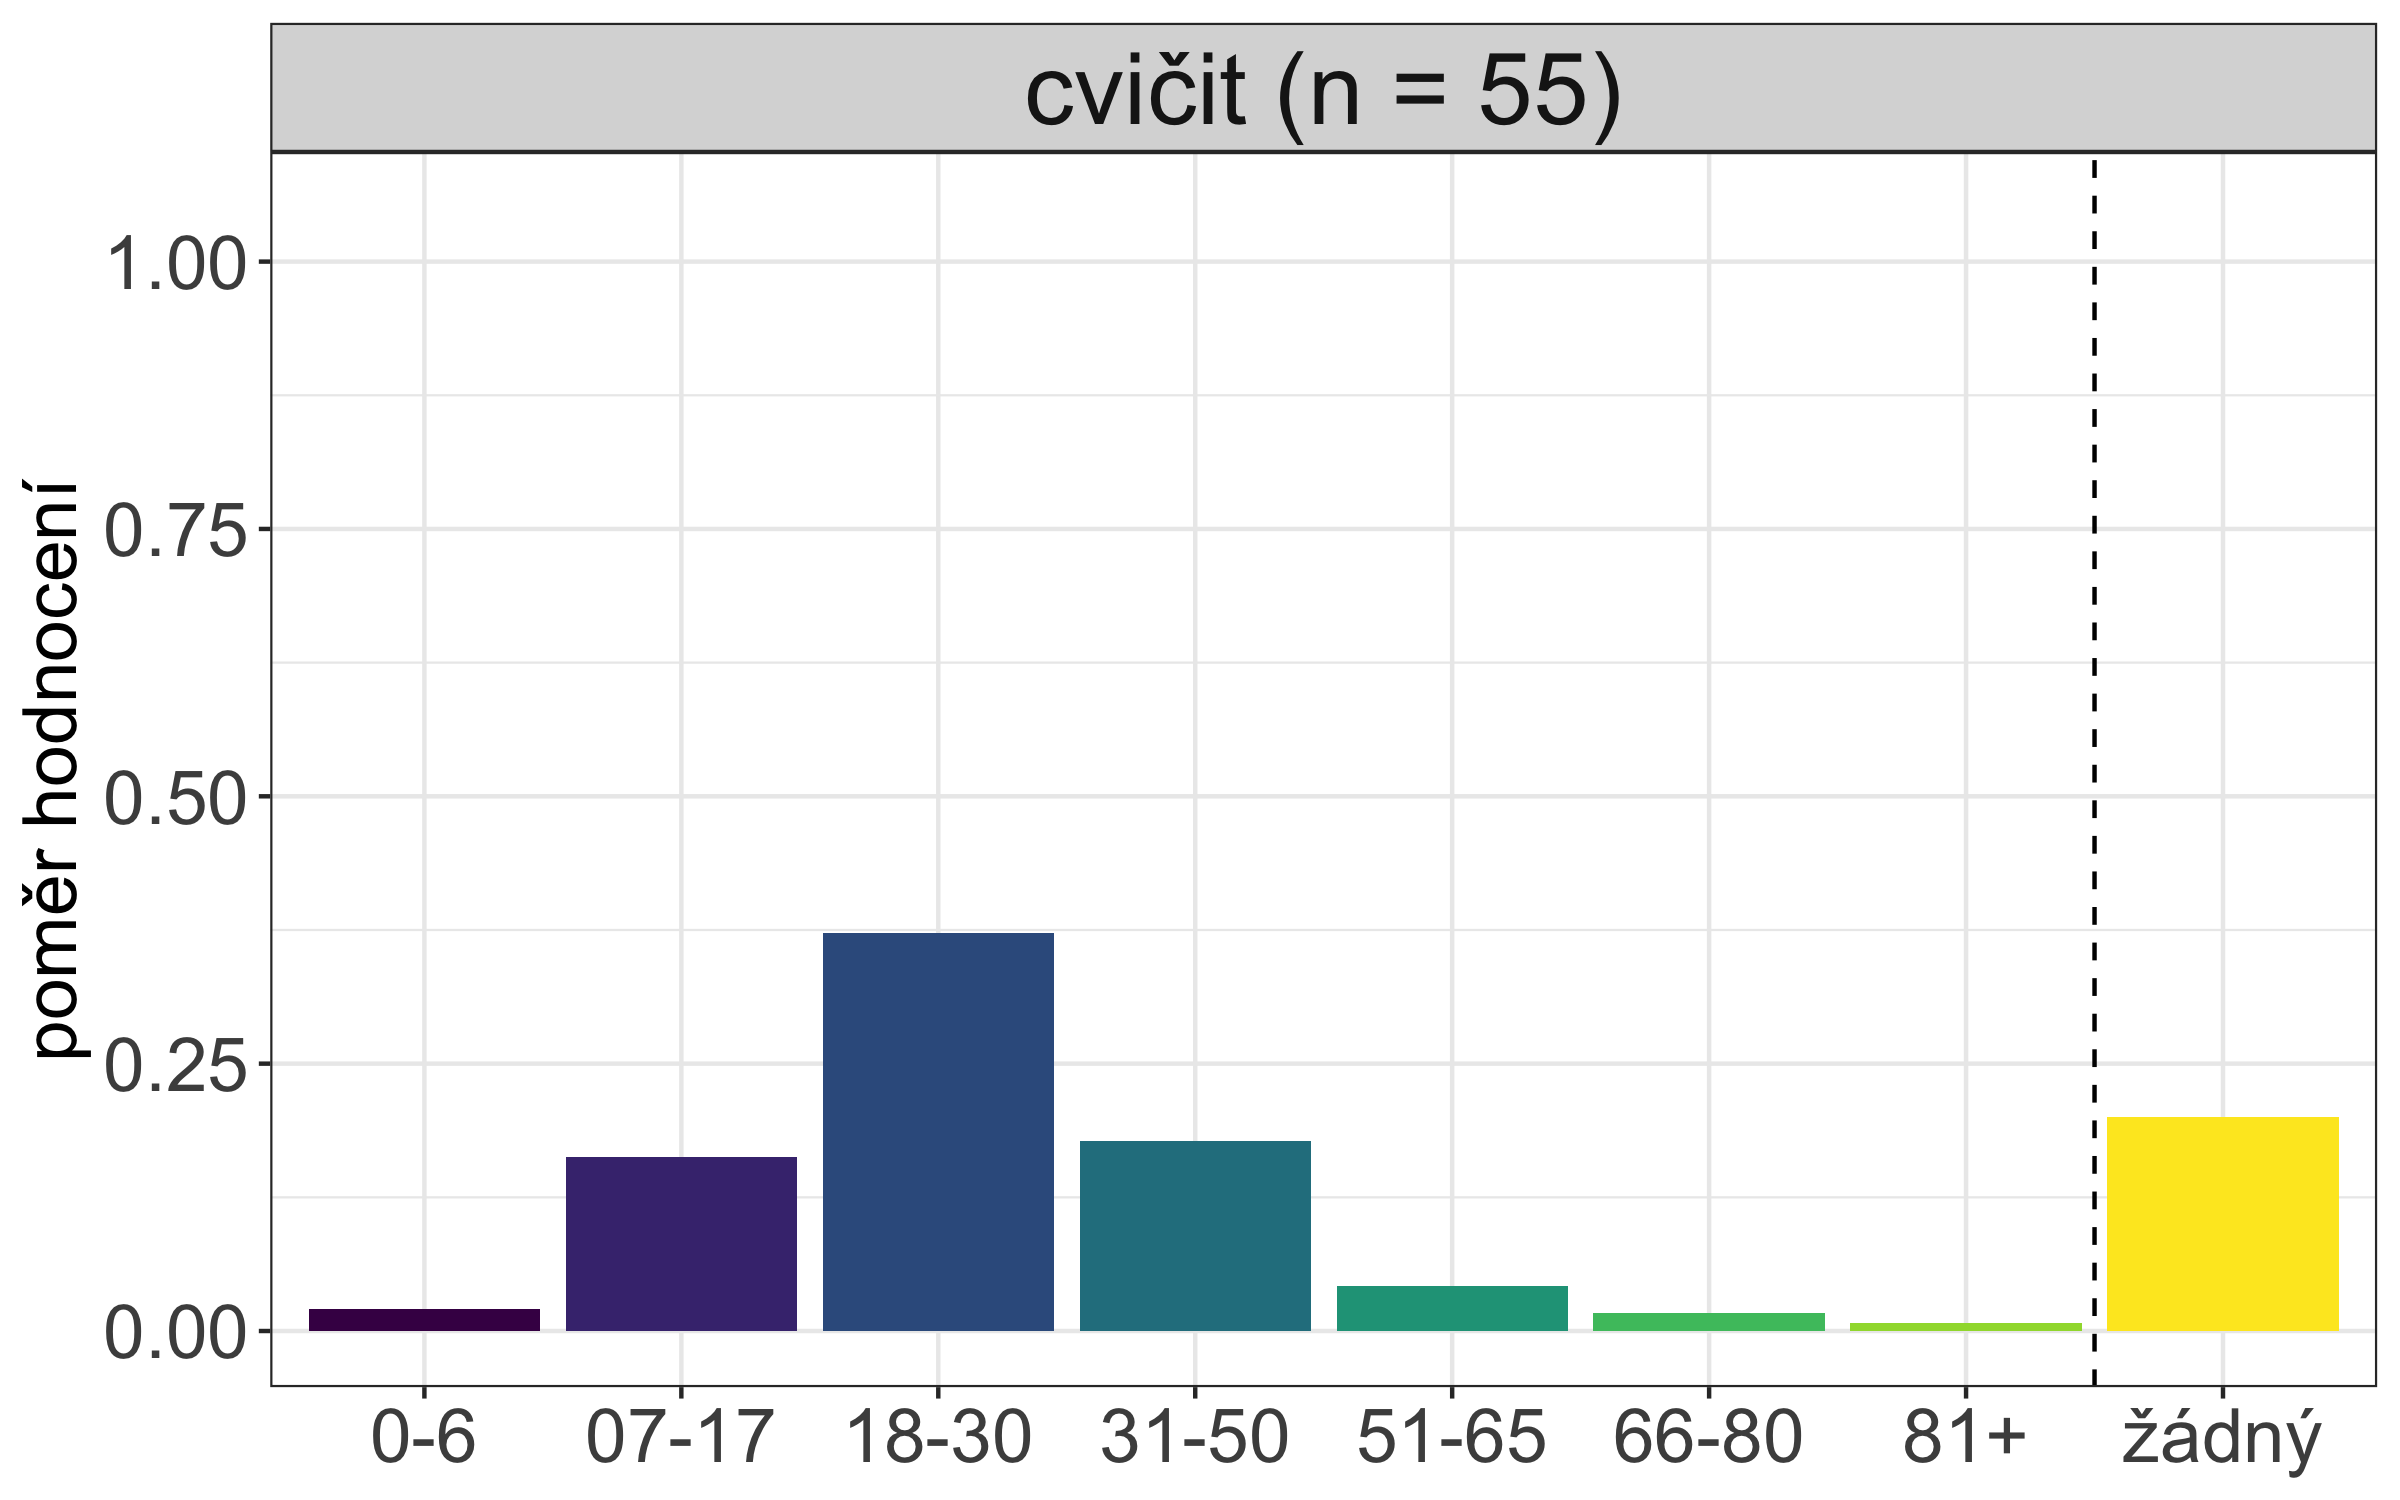 cvičit (n = 55)
poměr hodnocení
1.00
0.75
0.50
0.25
0.00
0-6 07-17 18-30 31-50 51-65 66-80 81+ žádný